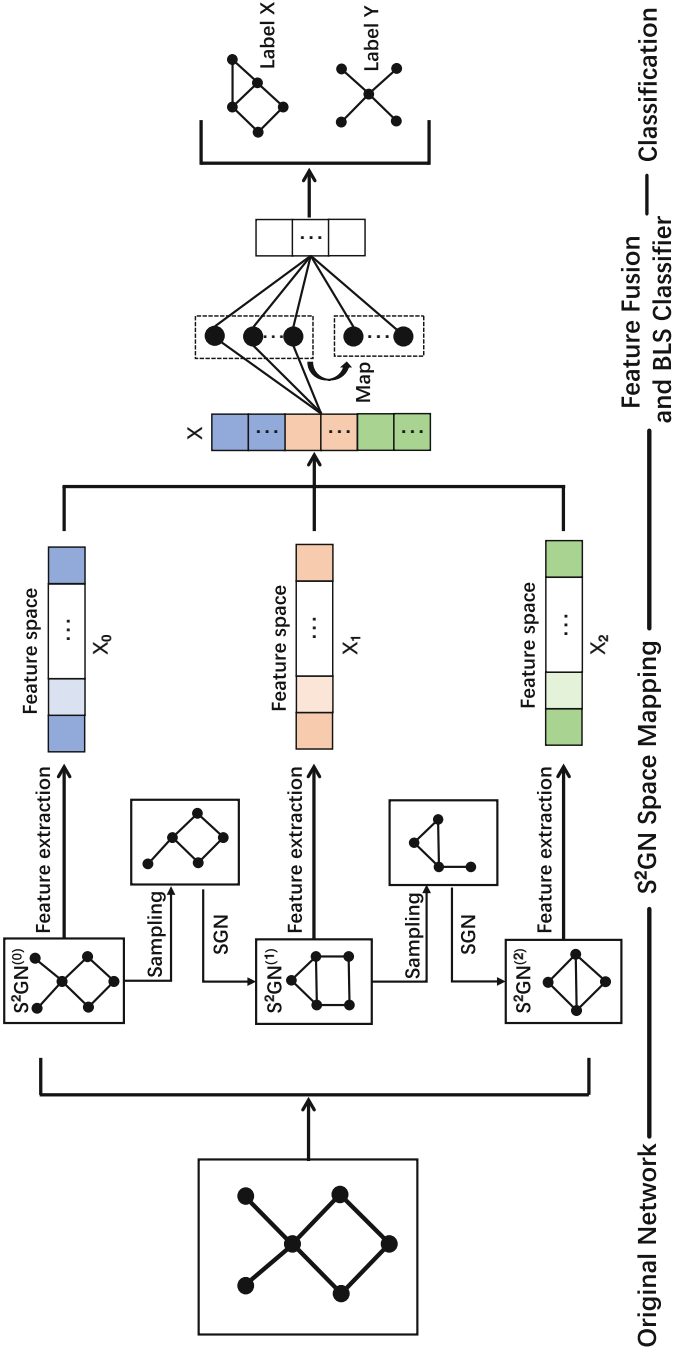 S²GN⁽⁰⁾
Feature extraction
Feature space
X₀
Sampling
SGN
S²GN⁽¹⁾
Feature extraction
Feature space
X₁
Sampling
SGN
S²GN⁽²⁾
Feature extraction
Feature space
X₂
X
...
...
...
Map
...
Label X
Label Y
Original Network
S²GN Space Mapping
Feature Fusion
and BLS Classifier
Classification